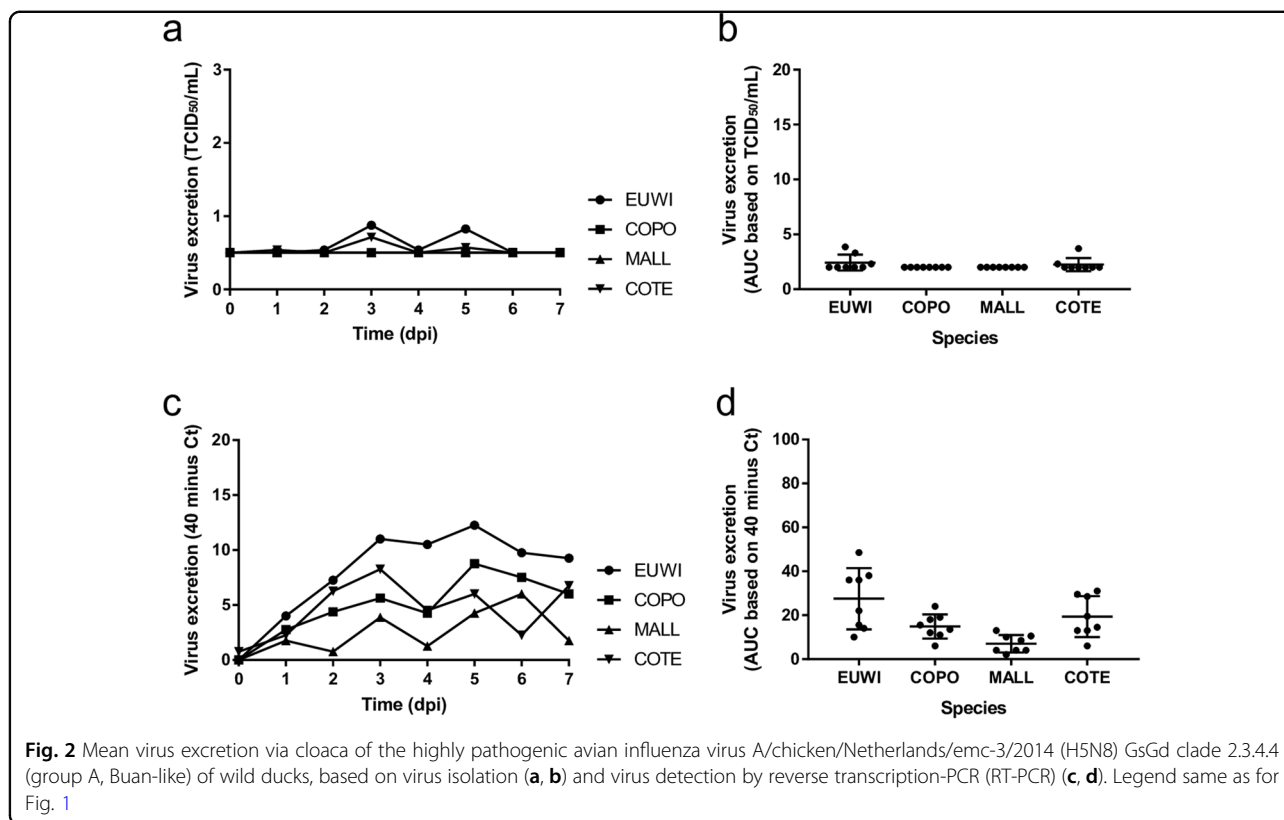 a
Virus excretion (TCID50/mL)
3
2
1
0
0 1 2 3 4 5 6 7
Time (dpi)
EUWI
COPO
MALL
COTE
b
Virus excretion
(AUC based on TCID50/mL)
20
15
10
5
0
EUWI COPO MALL COTE
Species
c
Virus excretion (40 minus Ct)
20
15
10
5
0
0 1 2 3 4 5 6 7
Time (dpi)
EUWI
COPO
MALL
COTE
d
Virus excretion
(AUC based on 40 minus Ct)
100
80
60
40
20
0
EUWI COPO MALL COTE
Species
Fig. 2 Mean virus excretion via cloaca of the highly pathogenic avian influenza virus A/chicken/Netherlands/emc-3/2014 (H5N8) GsGd clade 2.3.4.4
(group A, Buan-like) of wild ducks, based on virus isolation (a, b) and virus detection by reverse transcription-PCR (RT-PCR) (c, d). Legend same as for
Fig. 1